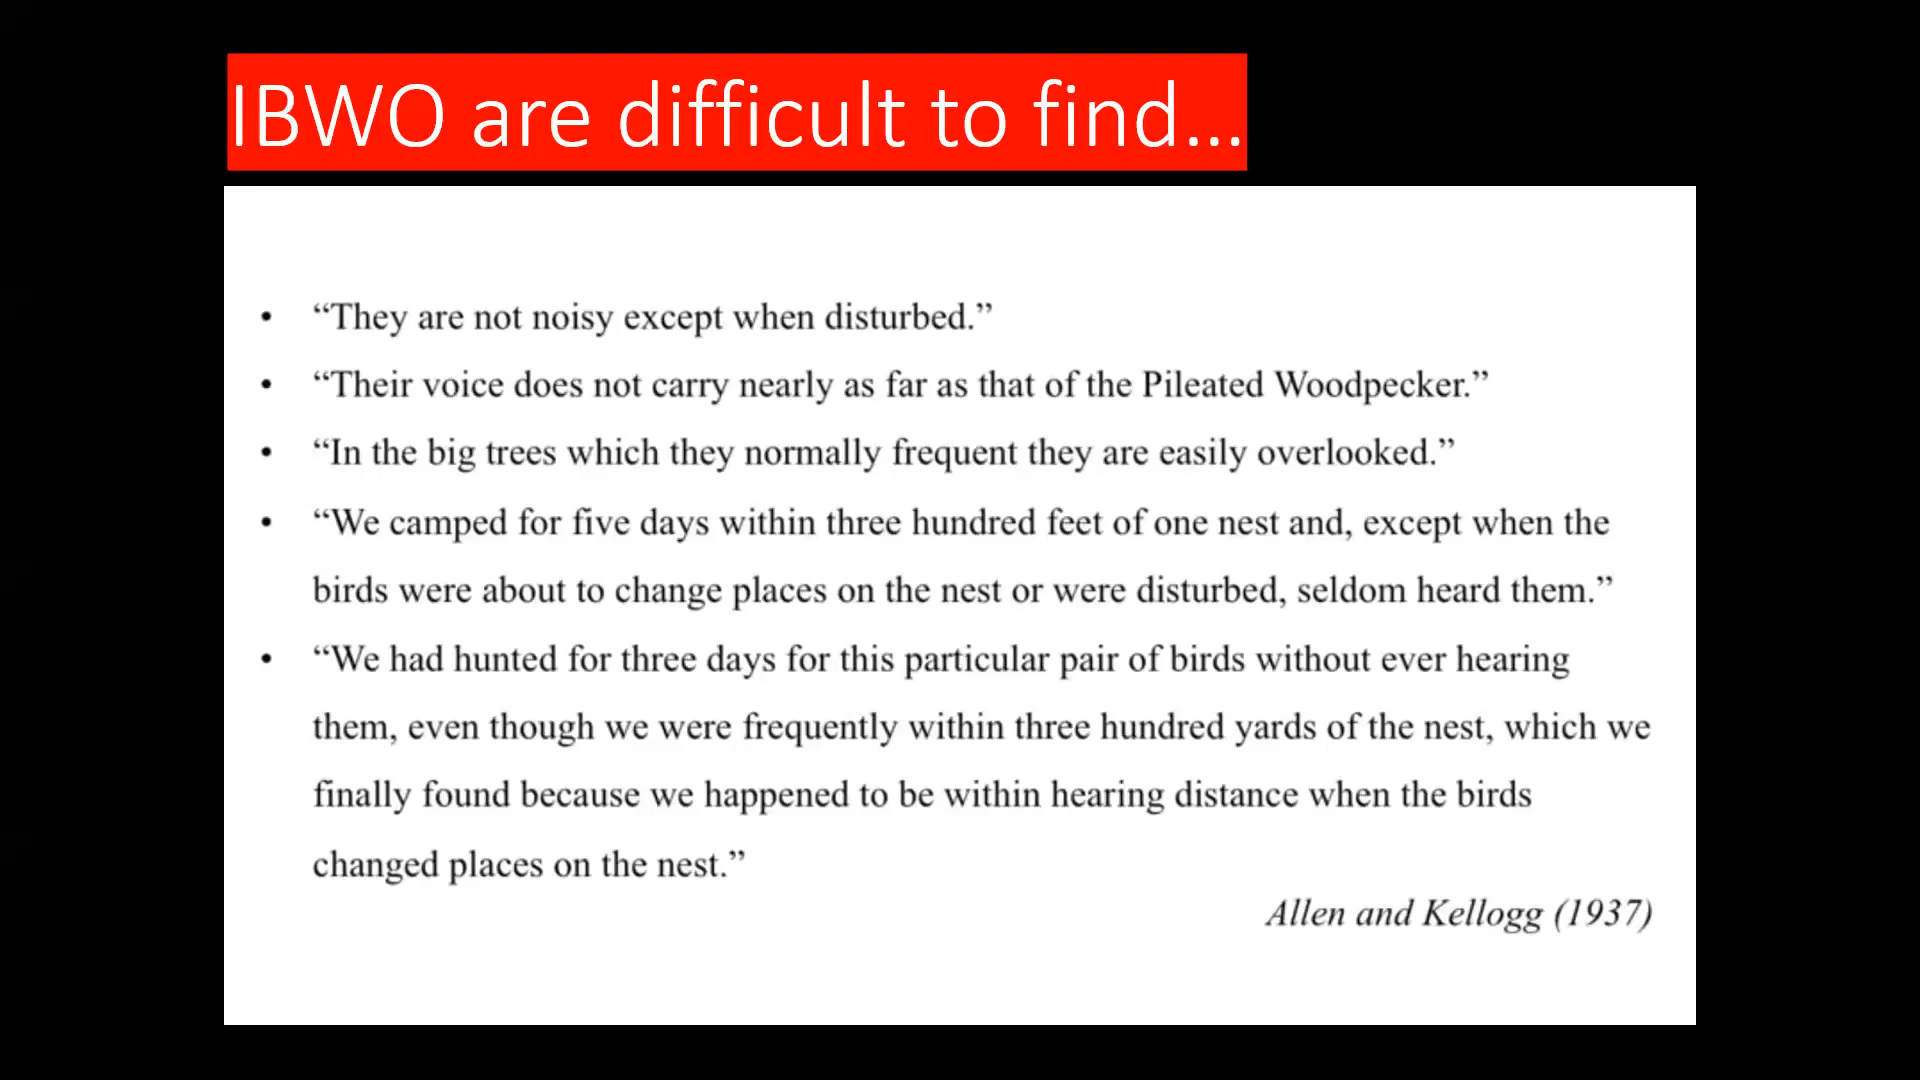 IBWO are difficult to find...
• “They are not noisy except when disturbed.”
• “Their voice does not carry nearly as far as that of the Pileated Woodpecker.”
• “In the big trees which they normally frequent they are easily overlooked.”
• “We camped for five days within three hundred feet of one nest and, except when the
birds were about to change places on the nest or were disturbed, seldom heard them.”
• “We had hunted for three days for this particular pair of birds without ever hearing
them, even though we were frequently within three hundred yards of the nest, which we
finally found because we happened to be within hearing distance when the birds
changed places on the nest.”
Allen and Kellogg (1937)